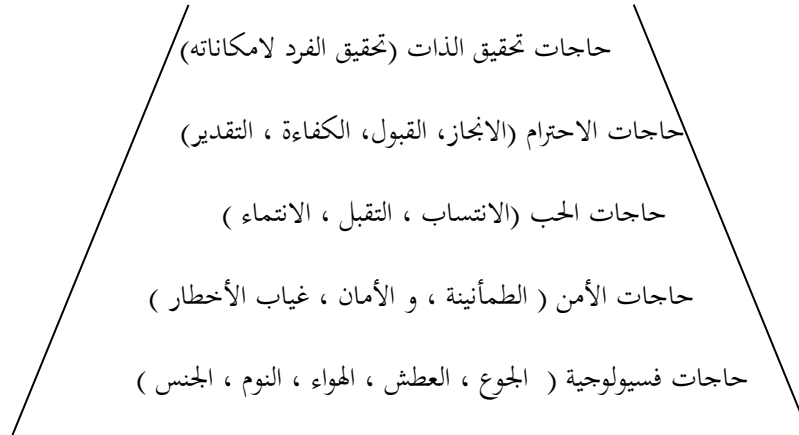 حاجات تحقيق الذات (تحقيق الفرد لامكاناته)
حاجات الاحترام (الانجاز، القبول، الكفاءة ، التقدير)
حاجات الحب (الانتساب ، التقبل ، الانتماء )
حاجات الأمن ( الطمأنينة ، و الأمان ، غياب الأخطار )
حاجات فسيولوجية ( الجوع ، العطش ، الهواء ، النوم ، الجنس )